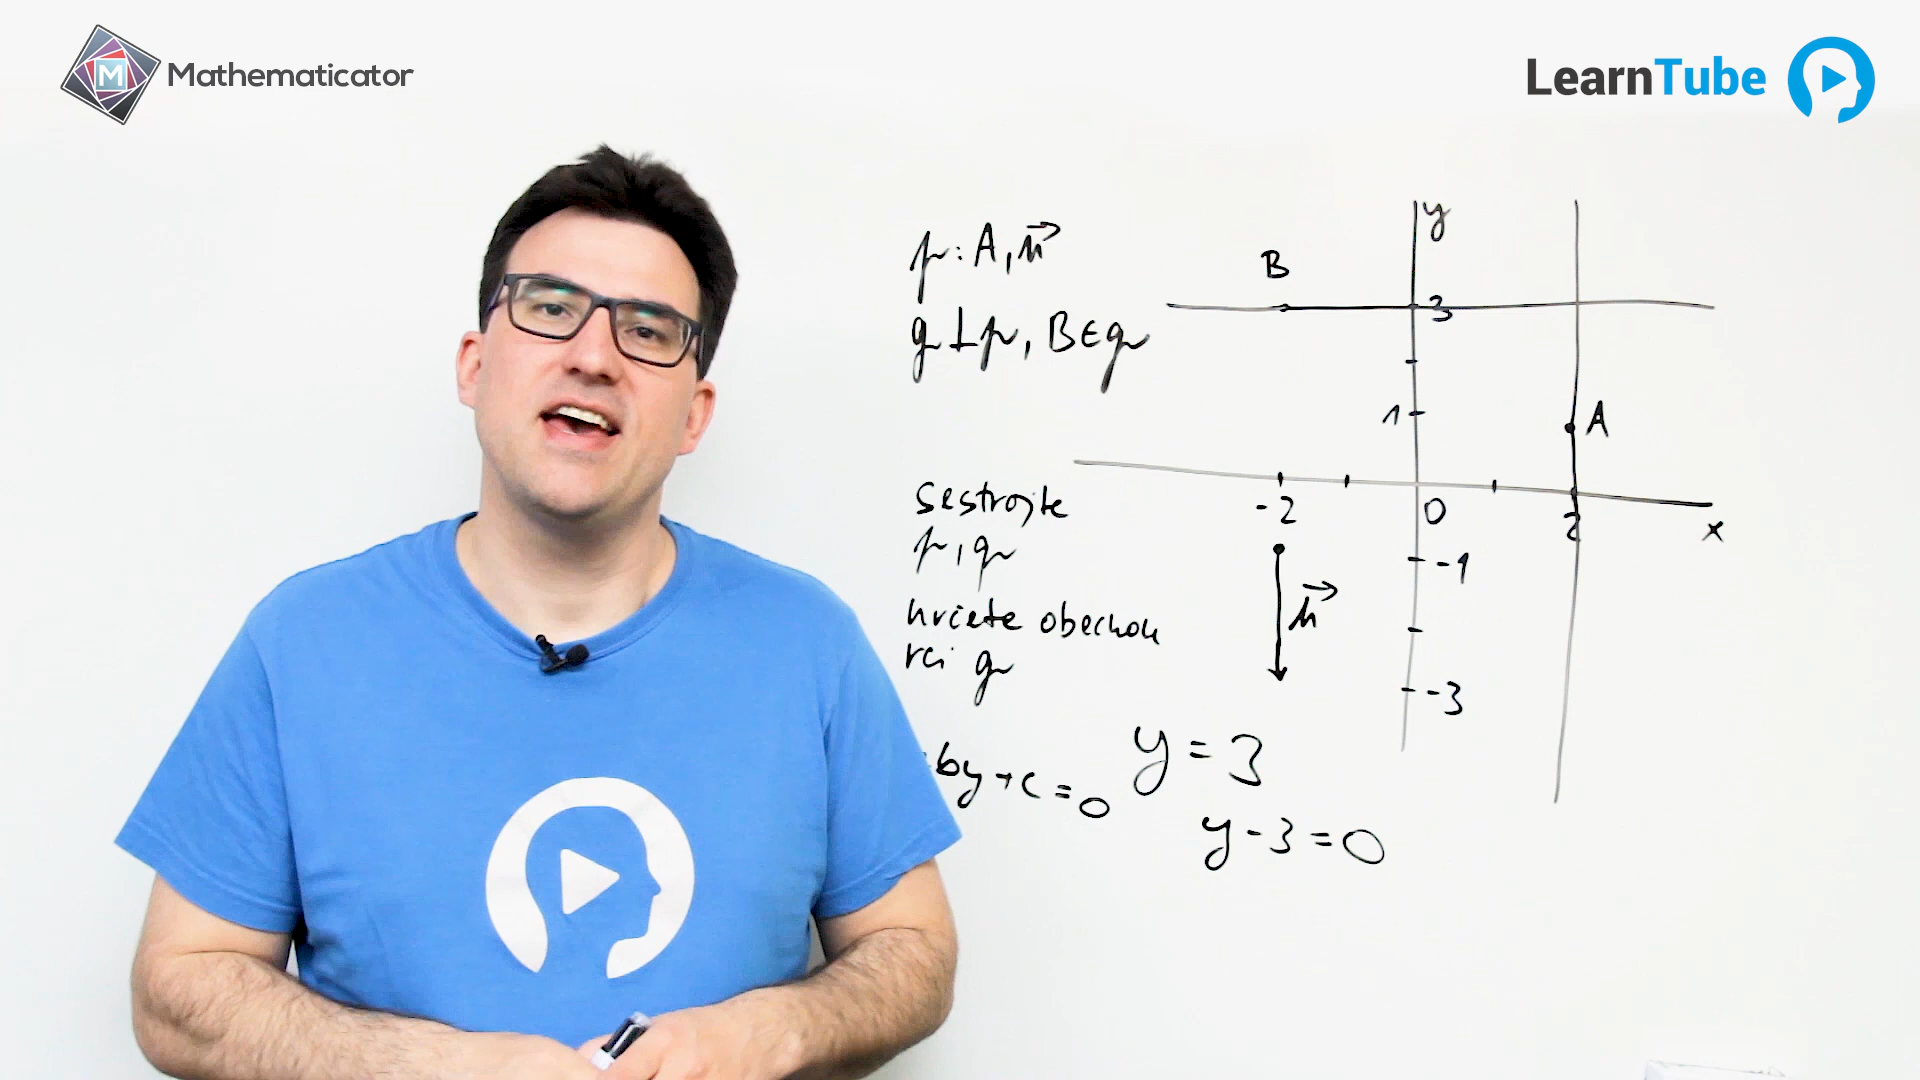 Mathematicator
LearnTube
p: A, u⃗
q ⊥ p, B ∈ q
sestrojte
p, q
určete obecnou
rci q
by + c = 0
y = 3
y - 3 = 0
B
y
3
1
A
-2
0
2
x
-1
u⃗
-3